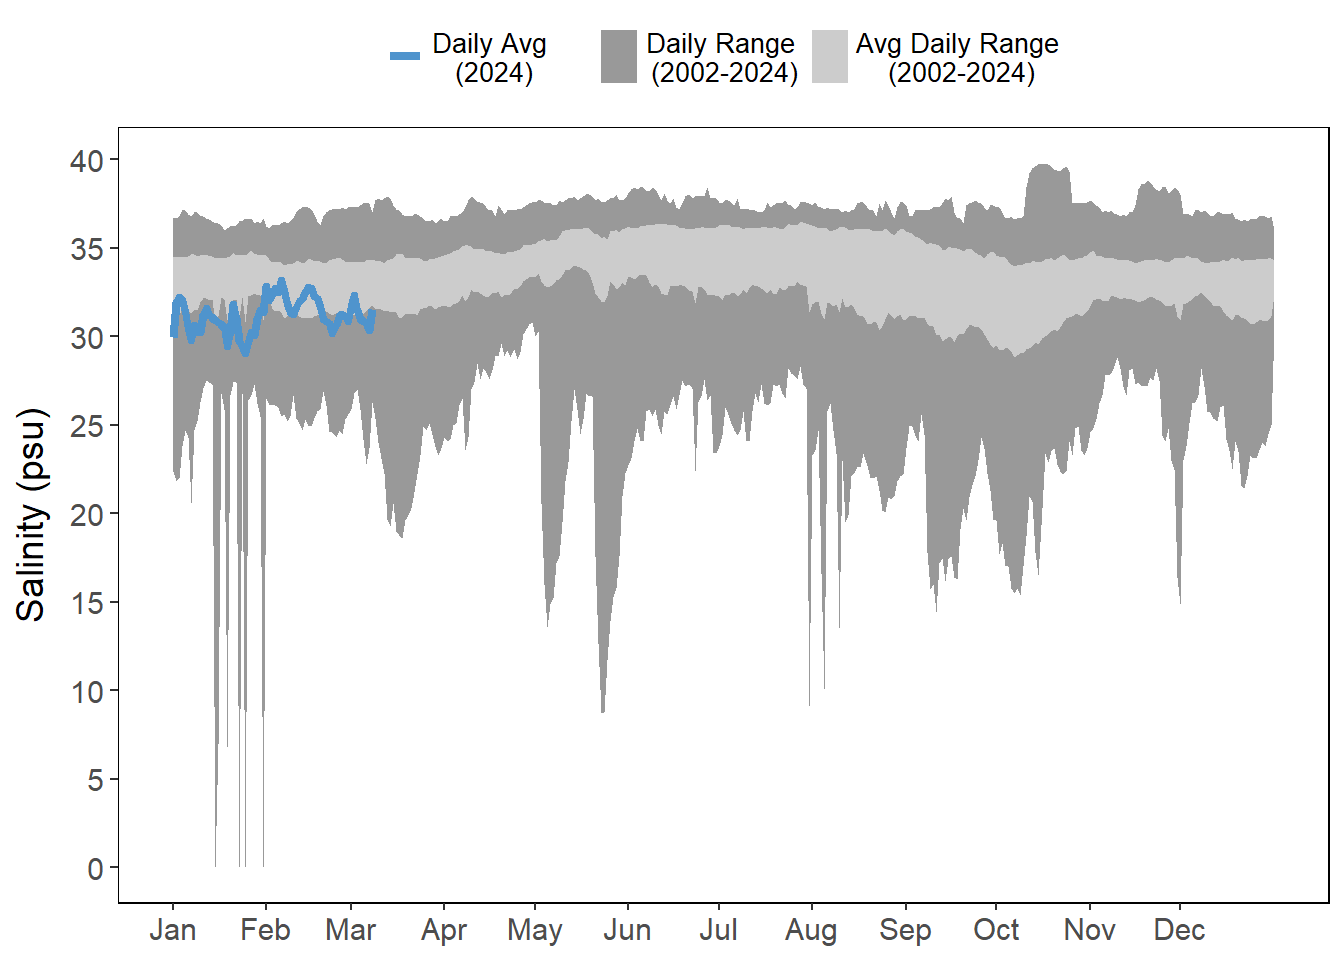 Daily Avg
(2024)
Daily Range
(2002-2024)
Avg Daily Range
(2002-2024)
Salinity (psu)
40
35
30
25
20
15
10
5
0
Jan Feb Mar Apr May Jun Jul Aug Sep Oct Nov Dec